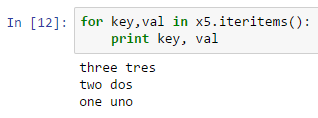 In [12]: for key,val in x5.iteritems():
    print key, val
three tres
two dos
one uno